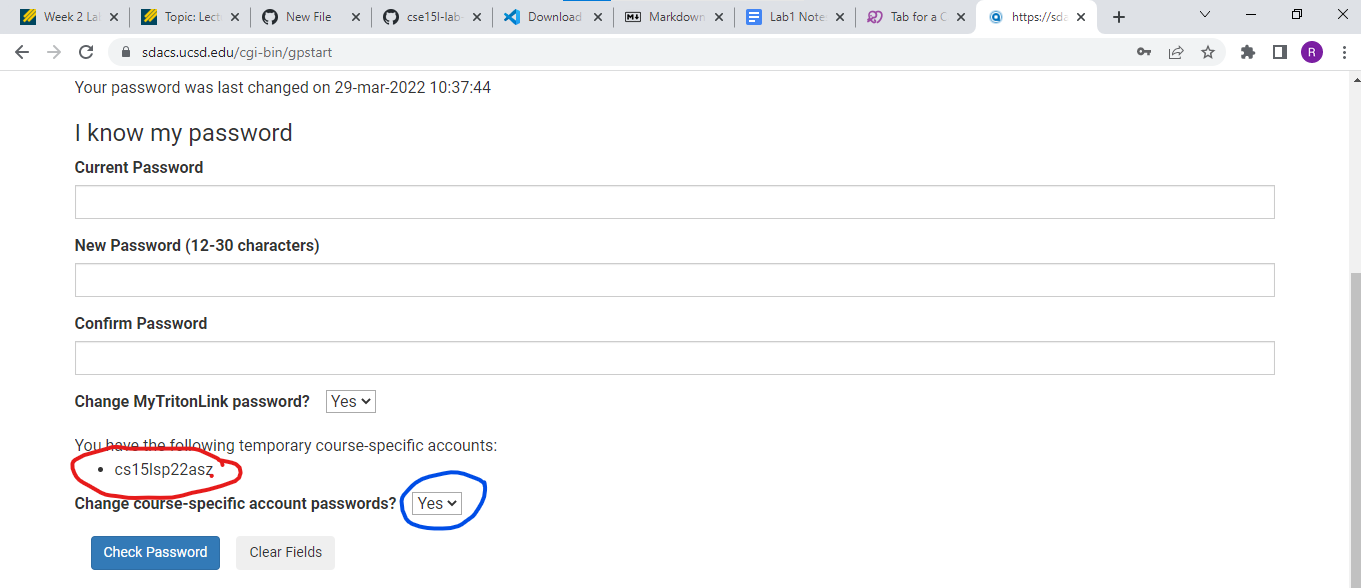 Week 2 La
Topic: Lect
New File
cse15l-lab
Download
Markdown
Lab1 Note
Tab for a C
https://sda
sdacs.ucsd.edu/cgi-bin/gpstart
R
Your password was last changed on 29-mar-2022 10:37:44
I know my password
Current Password
New Password (12-30 characters)
Confirm Password
Change MyTritonLink password? Yes
You have the following temporary course-specific accounts:
• cs15lsp22asz
Change course-specific account passwords? Yes
Check Password Clear Fields